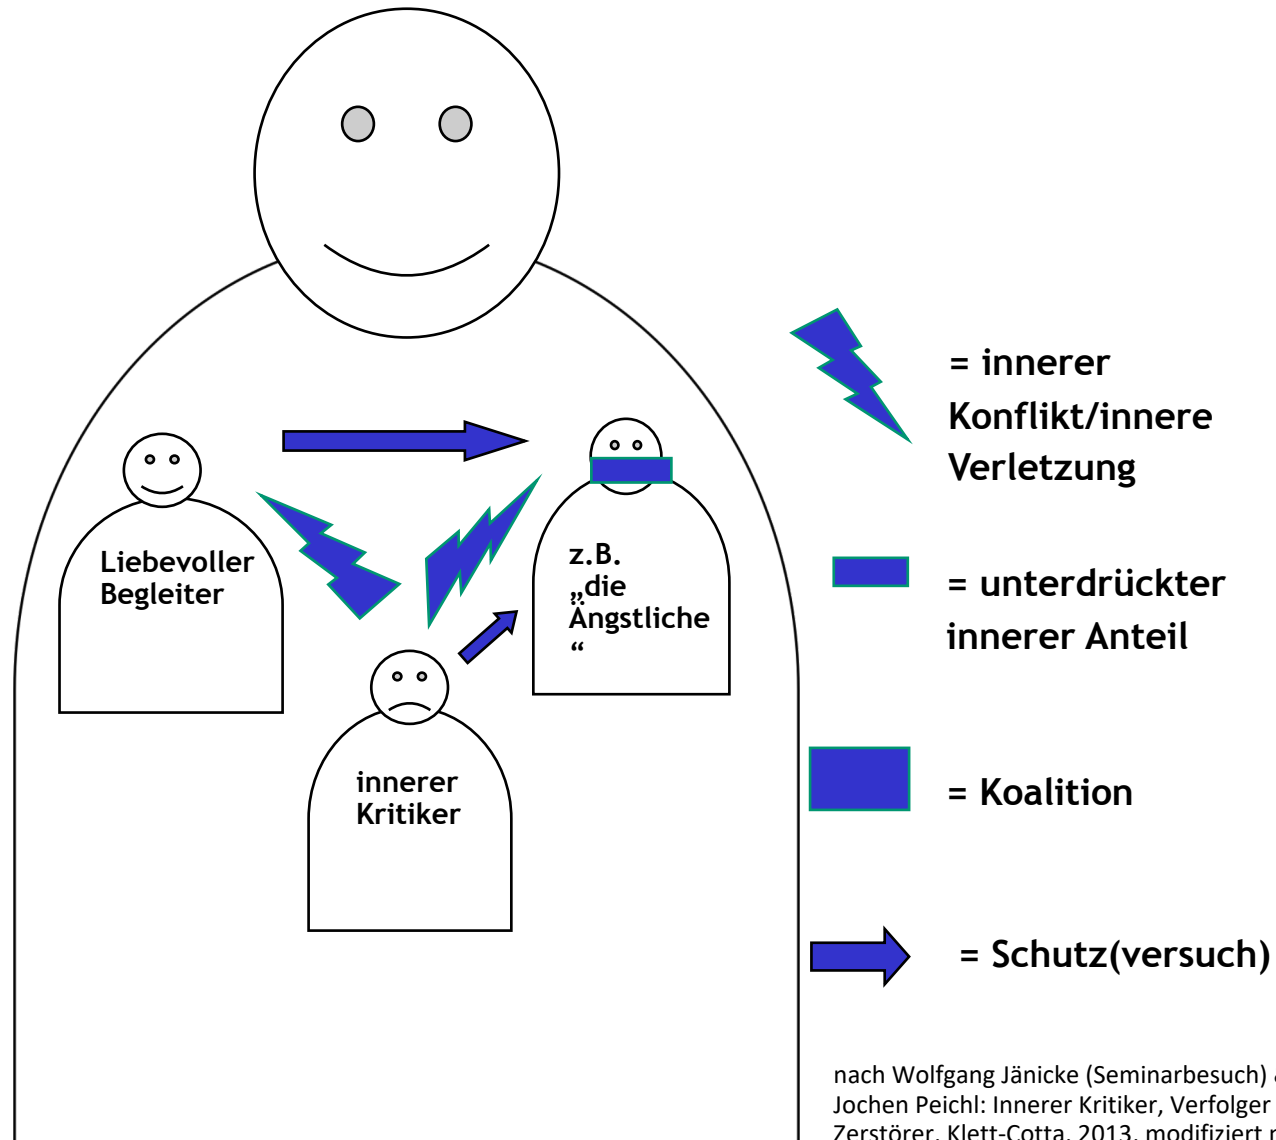 Liebevoller
Begleiter
z.B.
„die
Ängstliche
“
innerer
Kritiker
= innerer
Konflikt/innere
Verletzung
= unterdrückter
innerer Anteil
= Koalition
= Schutz(versuch)
nach Wolfgang Jänicke (Seminarbesuch)
Jochen Peichl: Innerer Kritiker, Verfolger
Zerstörer, Klett-Cotta, 2013, modifiziert